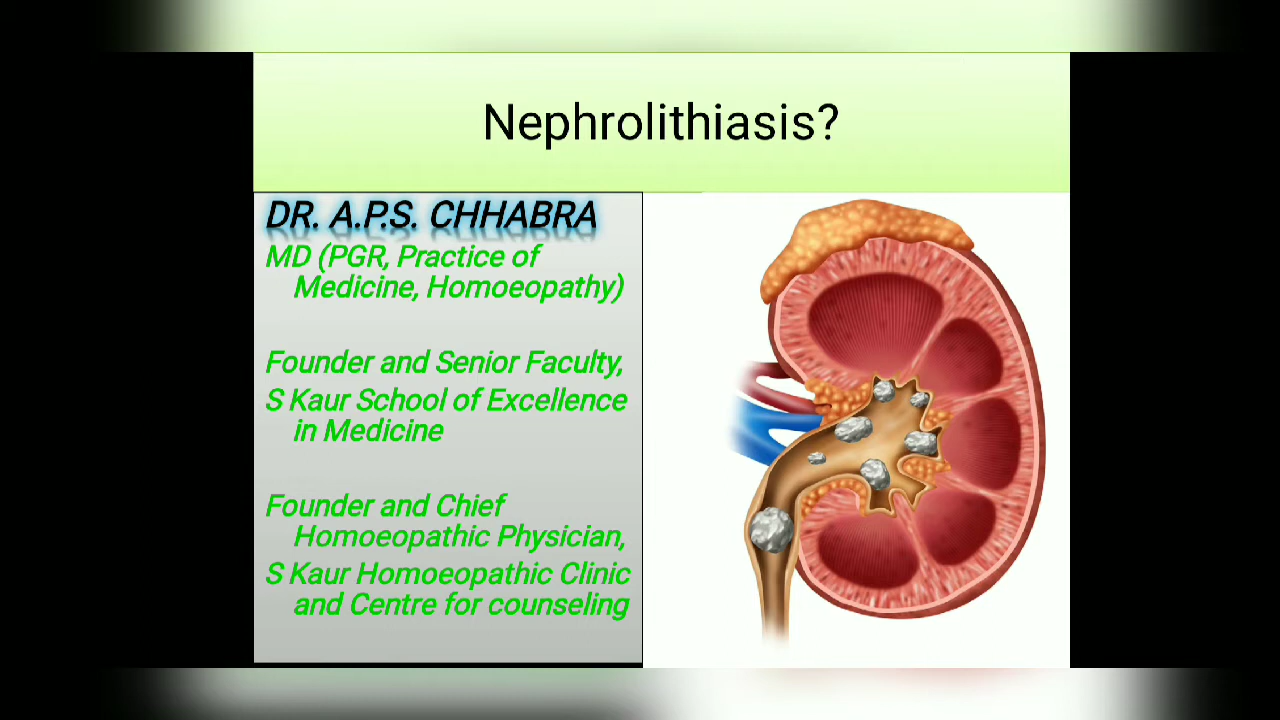 Nephrolithiasis?
DR. A.P.S. CHHABRA
MD (PGR, Practice of
Medicine, Homoeopathy)
Founder and Senior Faculty,
S Kaur School of Excellence
in Medicine
Founder and Chief
Homoeopathic Physician,
S Kaur Homoeopathic Clinic
and Centre for counseling